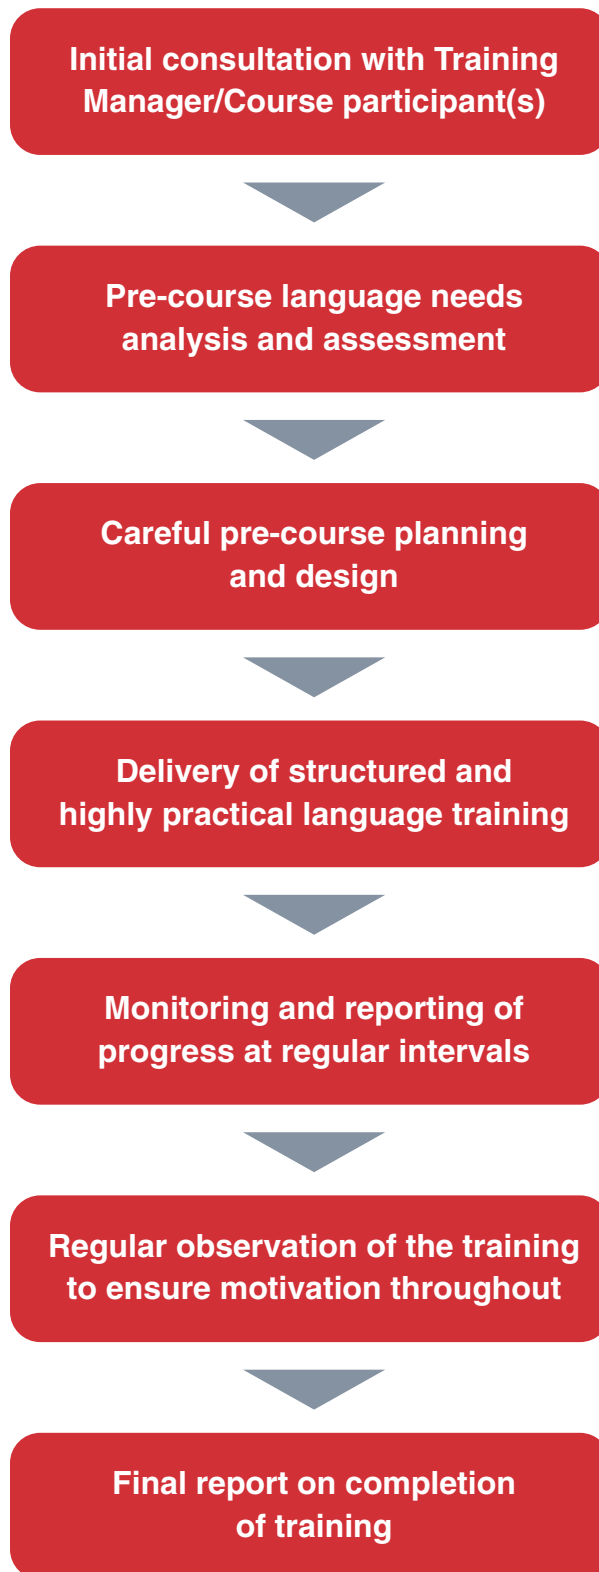 Initial consultation with Training
Manager/Course participant(s)
Pre-course language needs
analysis and assessment
Careful pre-course planning
and design
Delivery of structured and
highly practical language training
Monitoring and reporting of
progress at regular intervals
Regular observation of the training
to ensure motivation throughout
Final report on completion
of training